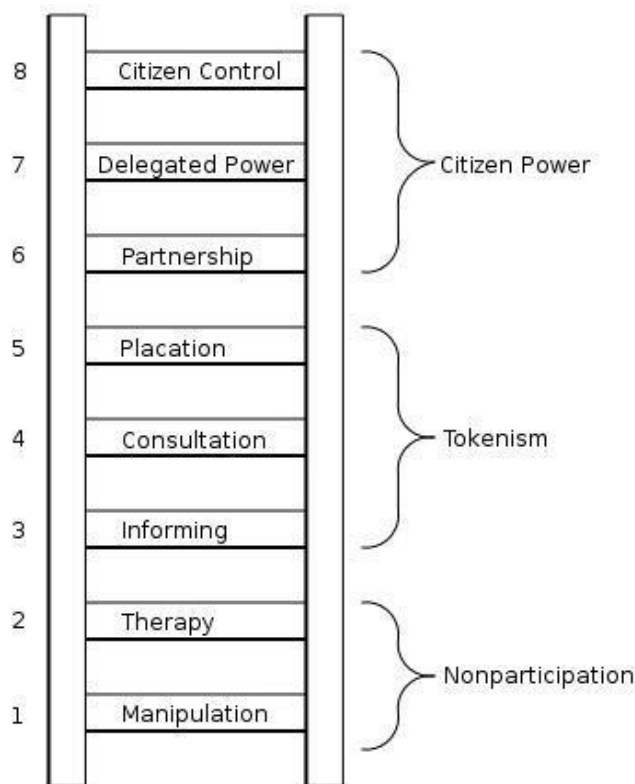 8
Citizen Control
7
Delegated Power
Citizen Power
6
Partnership
5
Placation
4
Consultation
Tokenism
3
Informing
2
Therapy
Nonparticipation
1
Manipulation